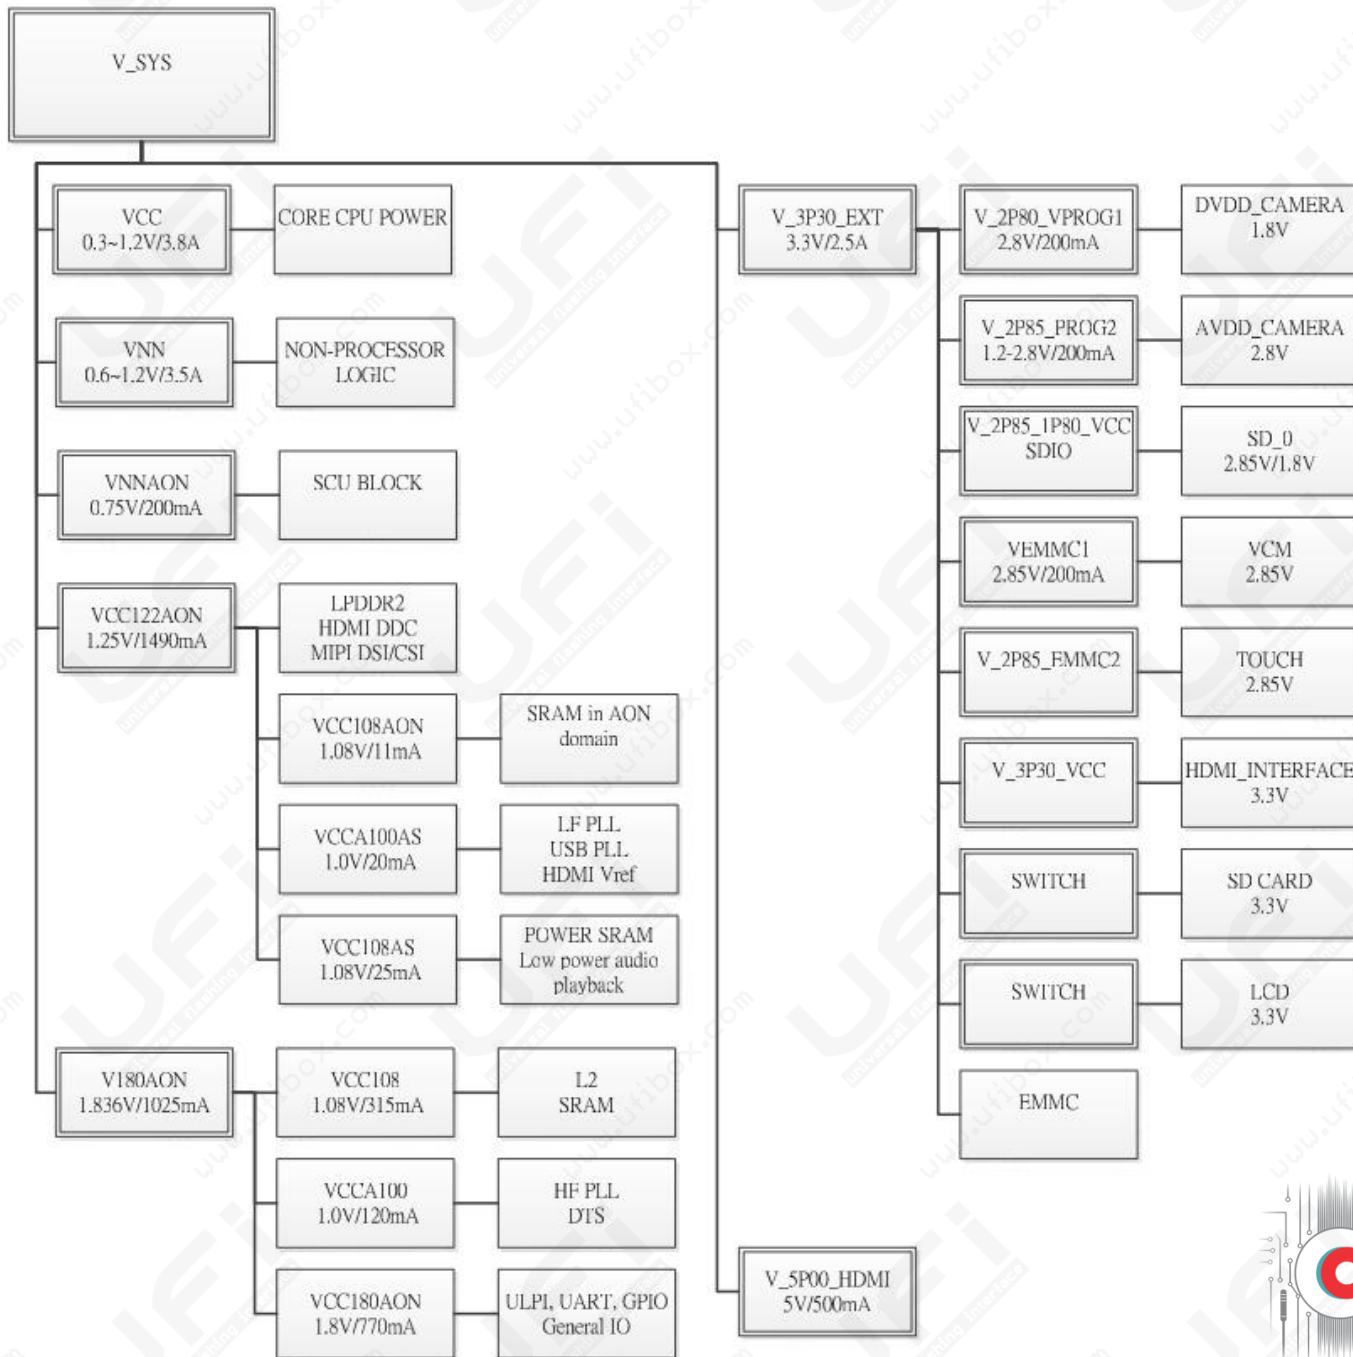 V_SYS
VCC
0.3~1.2V/3.8A
CORE CPU POWER
VNN
0.6~1.2V/3.5A
NON-PROCESSOR
LOGIC
VNNAON
0.75V/200mA
SCU BLOCK
VCC122AON
1.25V/1490mA
LPDDR2
HDMI DDC
MIPI DSI/CSI
VCC108AON
1.08V/11mA
SRAM in AON
domain
VCCA100AS
1.0V/20mA
LF PLL
USB PLL
HDMI Vref
VCC108AS
1.08V/25mA
POWER SRAM
Low power audio
playback
V180AON
1.836V/1025mA
VCC108
1.08V/315mA
L2
SRAM
VCCA100
1.0V/120mA
HF PLL
DTS
VCC180AON
1.8V/770mA
ULPI, UART, GPIO
General IO
V_3P30_EXT
3.3V/2.5A
V_2P80_VPROG1
2.8V/200mA
DVDD_CAMERA
1.8V
V_2P85_PROG2
1.2-2.8V/200mA
AVDD_CAMERA
2.8V
V_2P85_1P80_VCC
SDIO
SD_0
2.85V/1.8V
VEMMC1
2.85V/200mA
VCM
2.85V
V_2P85_EMMC2
TOUCH
2.85V
V_3P30_VCC
HDMI_INTERFACE
3.3V
SWITCH
SD CARD
3.3V
SWITCH
LCD
3.3V
EMMC
V_5P00_HDMI
5V/500mA
UFi
universal flashing interface
www.ufibox.com